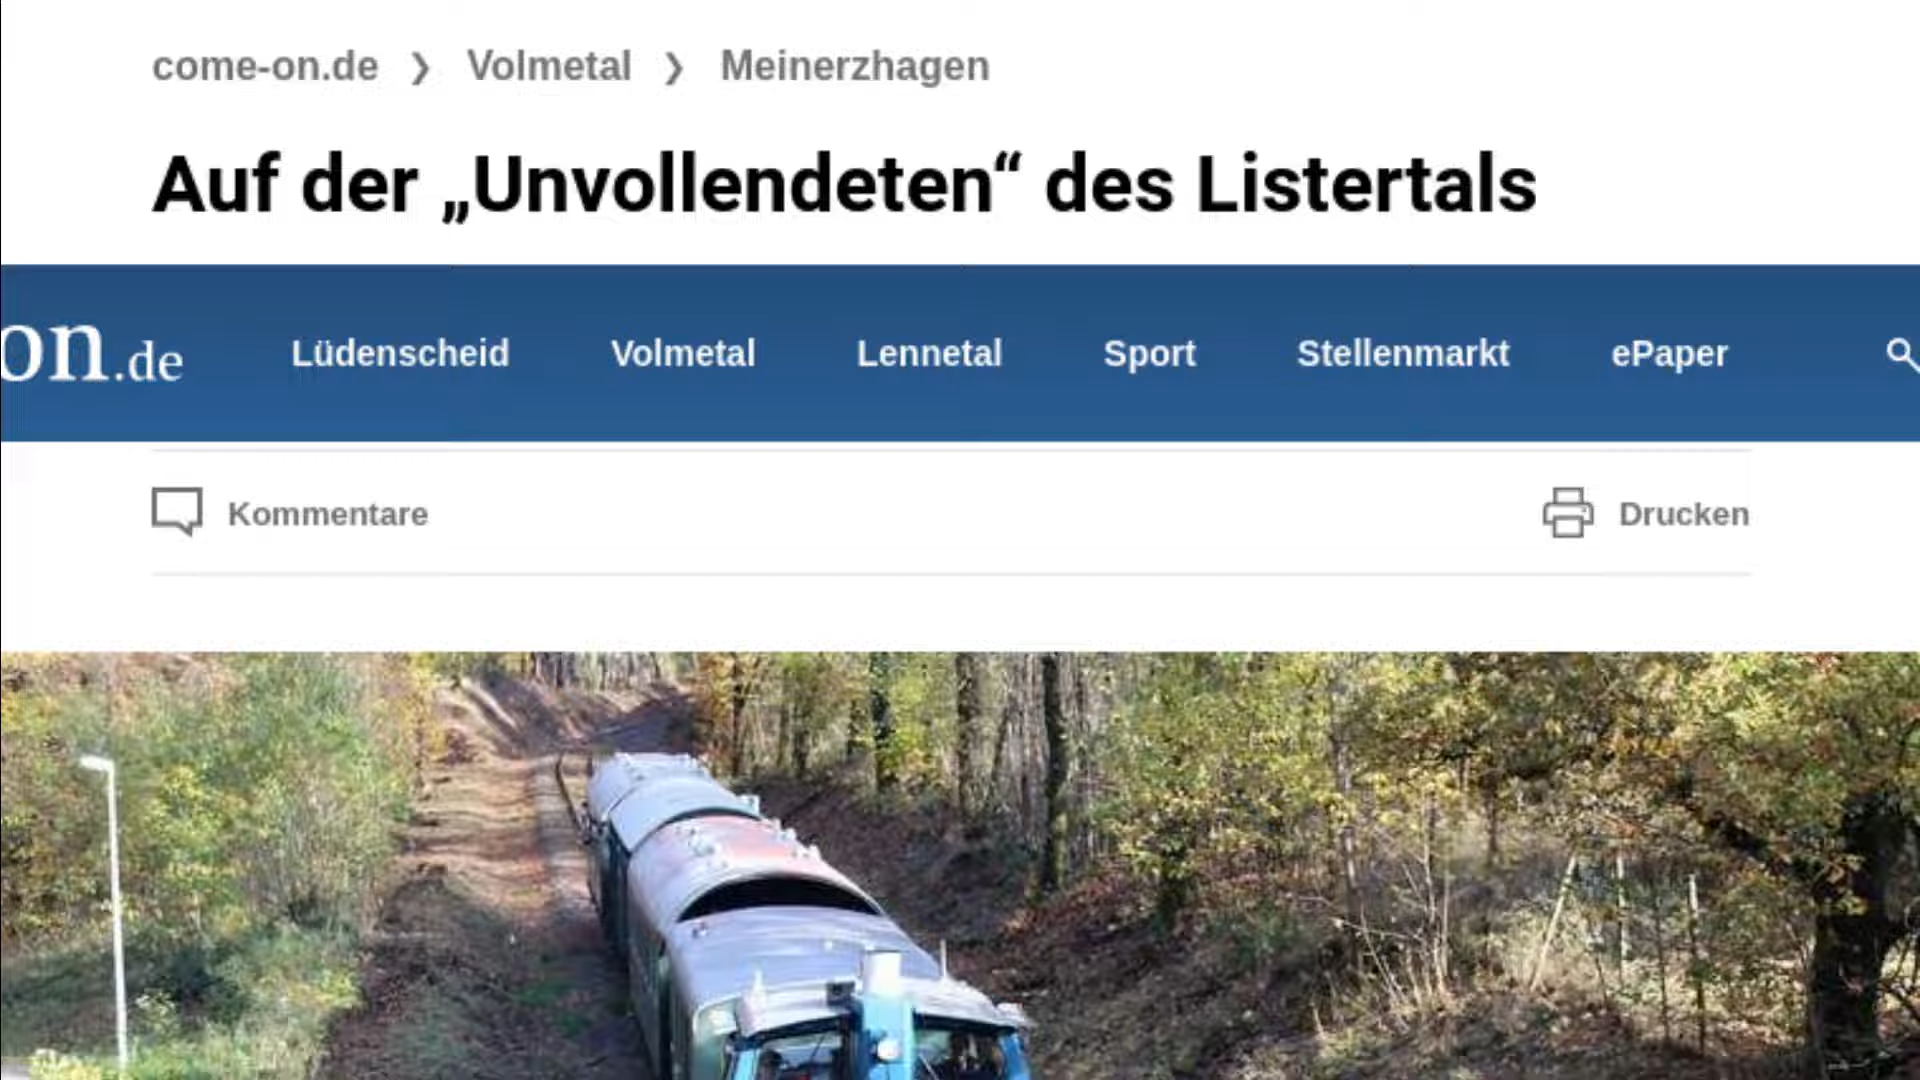 come-on.de ❯ Volmetal ❯ Meinerzhagen
Auf der „Unvollendeten“ des Listertals
on.de Lüdenscheid Volmetal Lennetal Sport Stellenmarkt ePaper
Kommentare Drucken